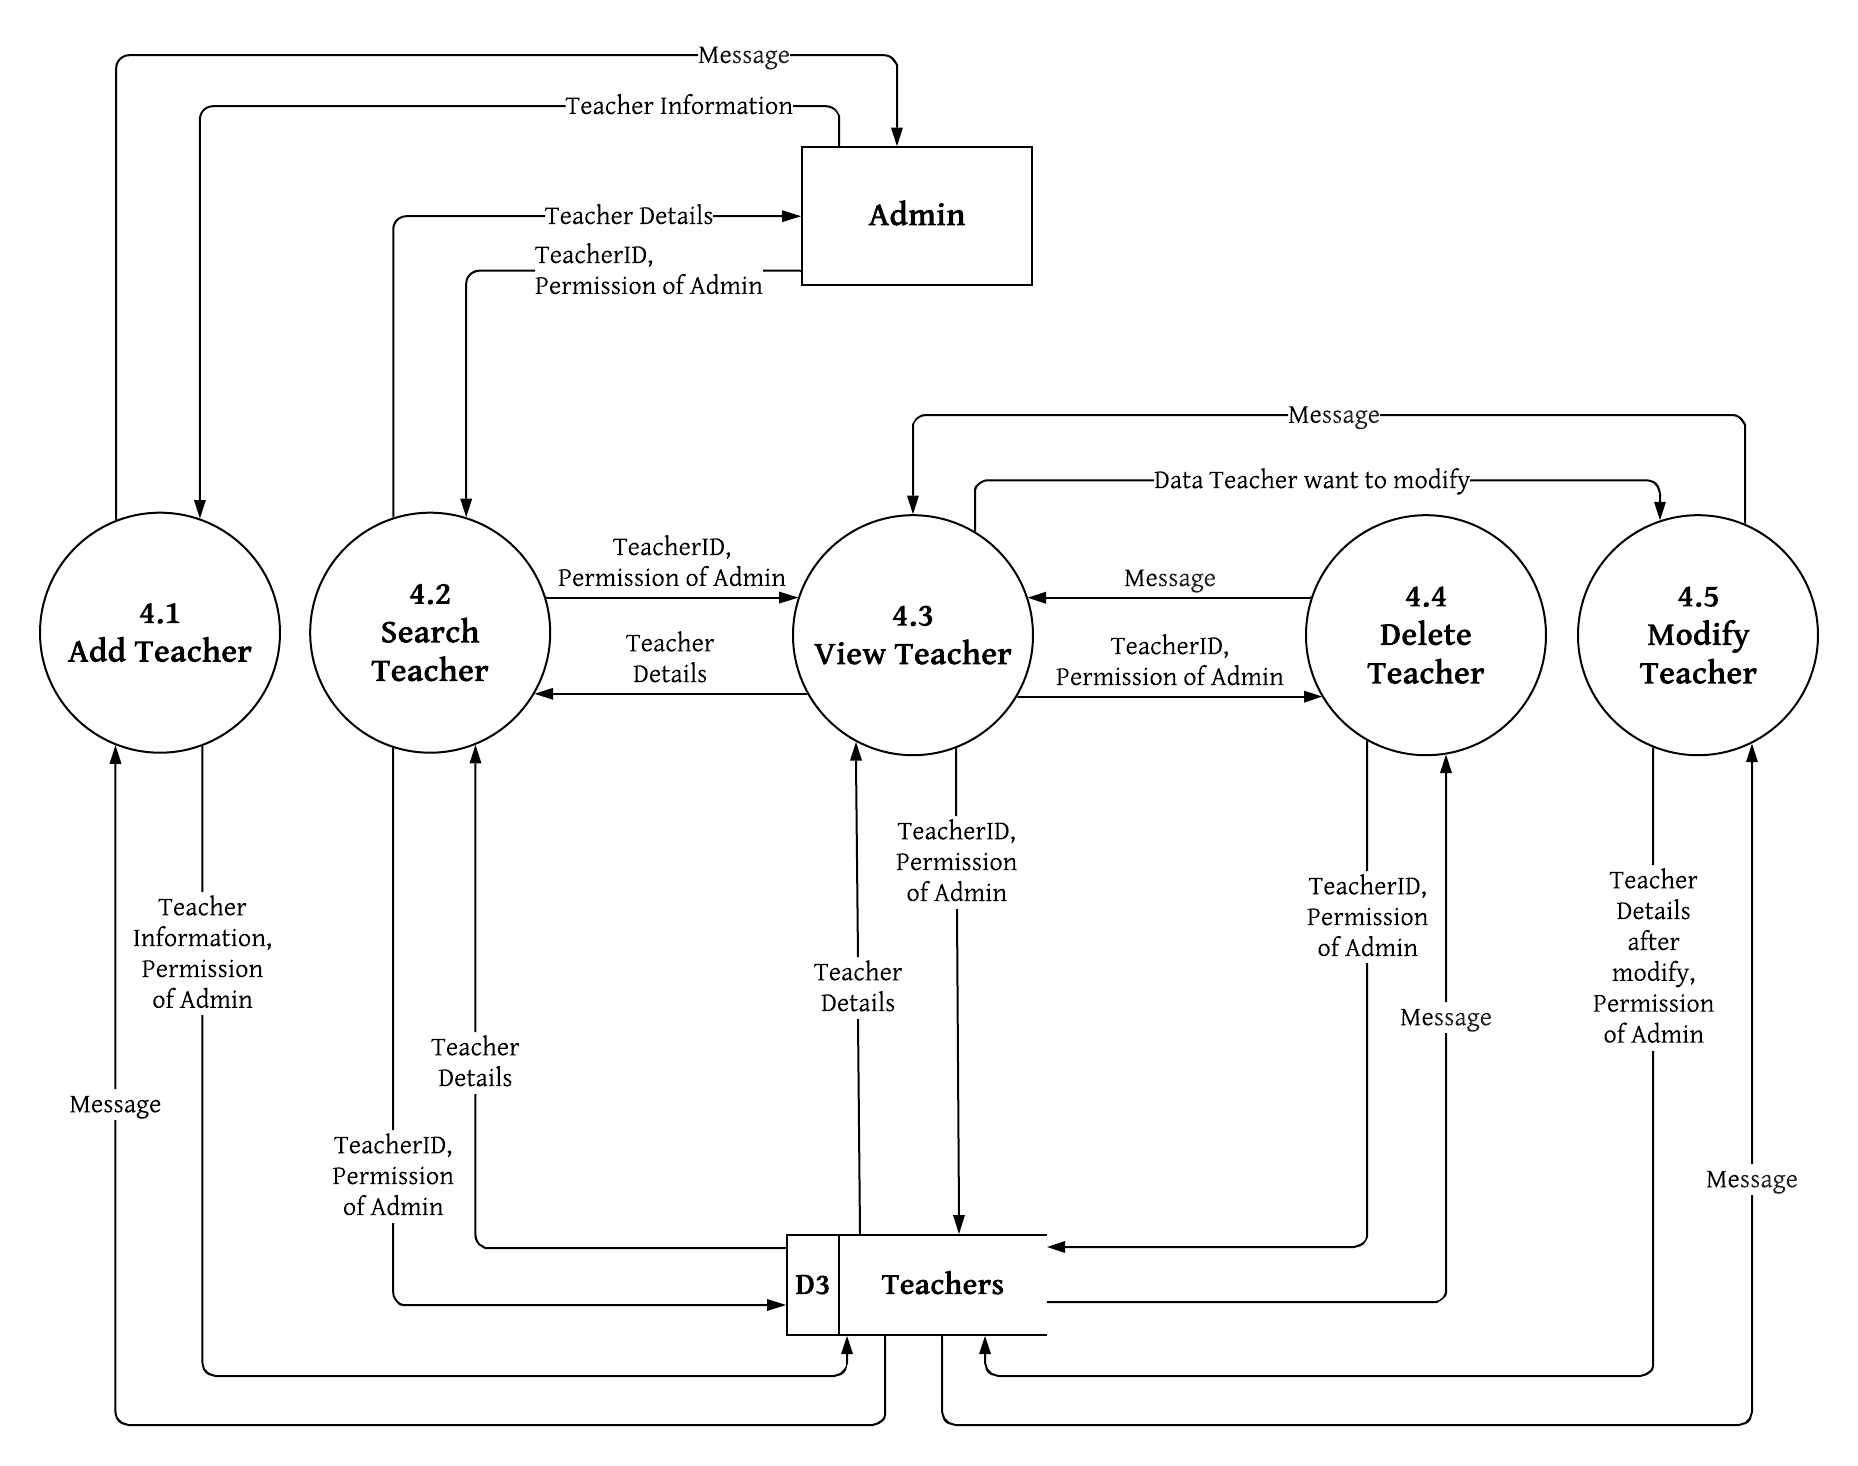 Message
Teacher Information
Teacher Details
Admin
TeacherID,
Permission of Admin
Message
Data Teacher want to modify
TeacherID,
Permission of Admin
Message
4.1
Add Teacher
4.2
Search
Teacher
4.3
View Teacher
4.4
Delete
Teacher
4.5
Modify
Teacher
Teacher
Details
TeacherID,
Permission of Admin
Teacher
Information,
Permission
of Admin
Message
Teacher
Details
TeacherID,
Permission
of Admin
Teacher
Details
TeacherID,
Permission
of Admin
TeacherID,
Permission
of Admin
Message
Teacher
Details
after
modify,
Permission
of Admin
Message
D3
Teachers